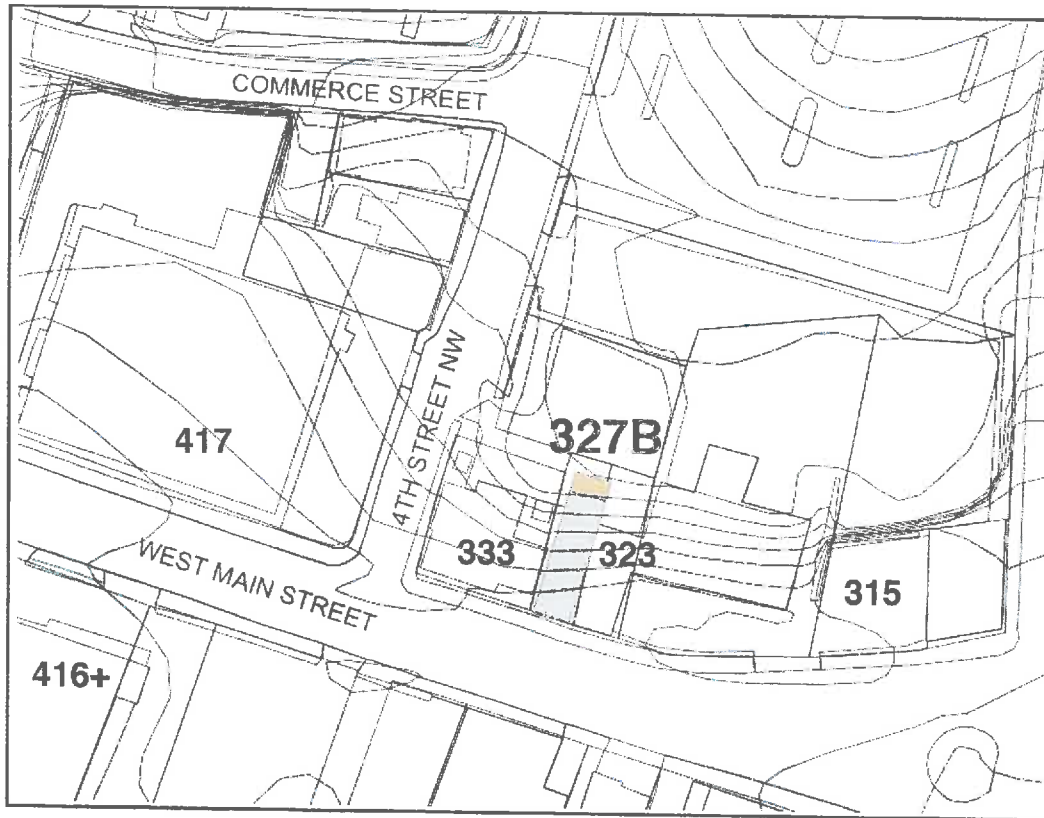 COMMERCE STREET
4TH STREET NW
417
327B
333
323
315
WEST MAIN STREET
416+